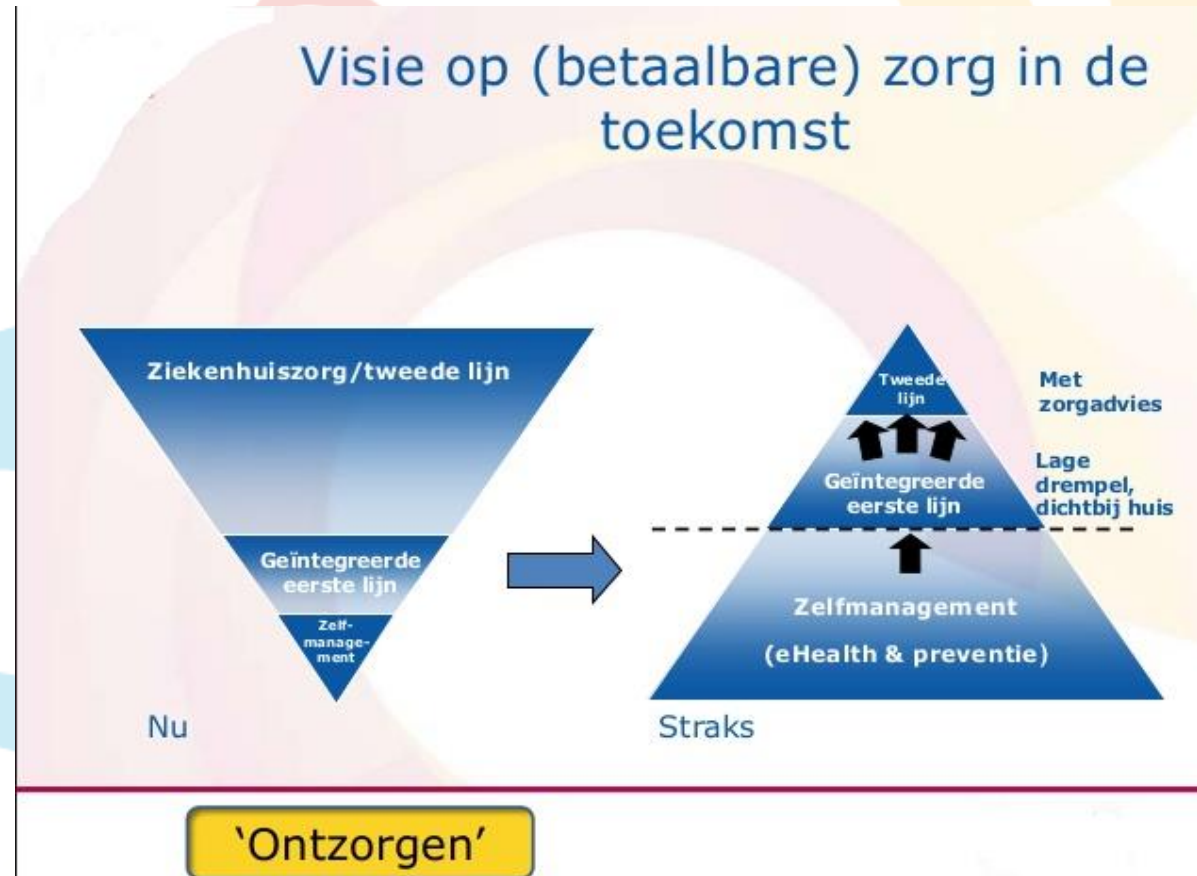 Visie op (betaalbare) zorg in de
toekomst
Ziekenhuiszorg/tweede lijn
Geïntegreerde
eerste lijn
Zelf-
manage-
ment
Nu
Tweede
lijn
Met
zorgadvies
Geïntegreerde
eerste lijn
Lage
drempel,
dichtbij huis
Zelfmanagement
(eHealth & preventie)
Straks
‘Ontzorgen’